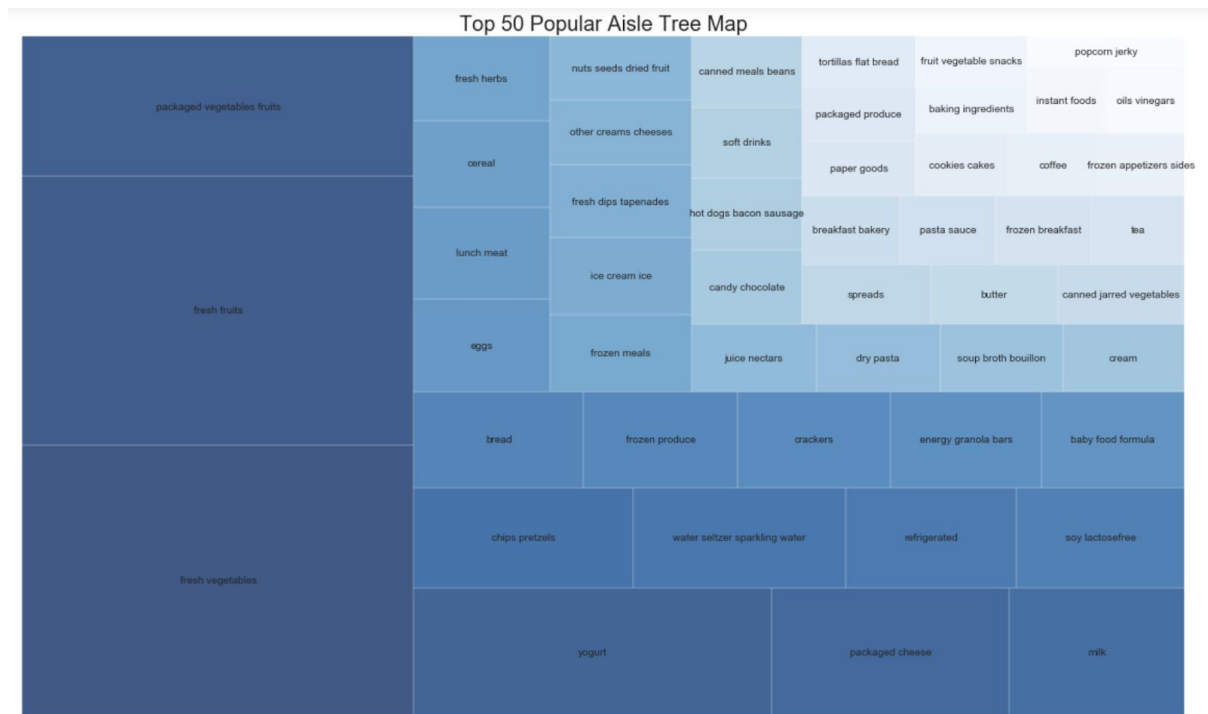 Top 50 Popular Aisle Tree Map
packaged vegetables fruits
fresh fruits
fresh vegetables
fresh herbs
cereal
lunch meat
eggs
nuts seeds dried fruit
other creams cheeses
fresh dips tapenades
ice cream ice
frozen meals
canned meals beans
soft drinks
hot dogs bacon sausage
candy chocolate
juice nectars
dry pasta
soup broth bouillon
cream
tortillas flat bread
packaged produce
paper goods
fruit vegetable snacks
baking ingredients
cookies cakes
popcorn jerky
instant foods
oils vinegars
coffee
frozen appetizers sides
breakfast bakery
pasta sauce
frozen breakfast
tea
spreads
butter
canned jarred vegetables
bread
frozen produce
crackers
energy granola bars
baby food formula
chips pretzels
water seltzer sparkling water
refrigerated
soy lactosefree
yogurt
packaged cheese
milk